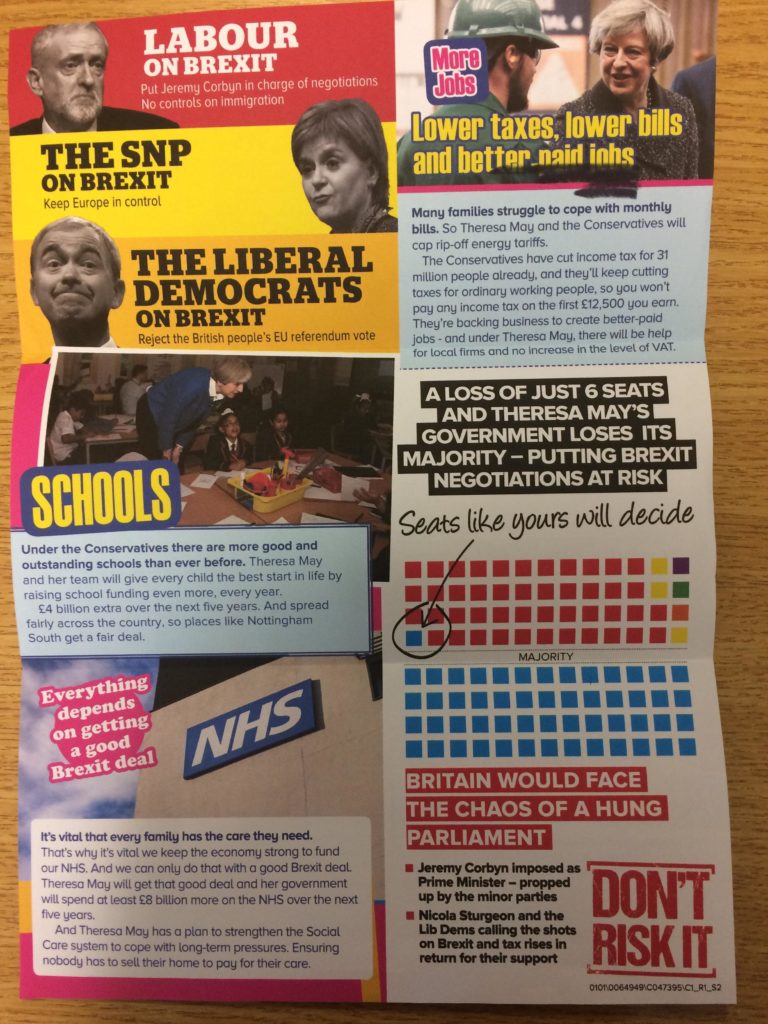 LABOUR
ON BREXIT
Put Jeremy Corbyn in charge of negotiations
No controls on immigration
THE SNP
ON BREXIT
Keep Europe in control
THE LIBERAL
DEMOCRATS
ON BREXIT
Reject the British people's EU referendum vote
SCHOOLS
Under the Conservatives there are more good and
outstanding schools than ever before. Theresa May
and her team will give every child the best start in life by
raising school funding even more, every year.
£4 billion extra over the next five years. And spread
fairly across the country, so places like Nottingham
South get a fair deal.
Everything
depends
on getting
a good
Brexit deal
NHS
It's vital that every family has the care they need.
That's why it's vital we keep the economy strong to fund
our NHS. And we can only do that with a good Brexit deal.
Theresa May will get that good deal and her government
will spend at least £8 billion more on the NHS over the next
five years.
And Theresa May has a plan to strengthen the Social
Care system to cope with long-term pressures. Ensuring
nobody has to sell their home to pay for their care.
More
Jobs
Lower taxes, lower bills
and better-paid jobs
Many families struggle to cope with monthly
bills. So Theresa May and the Conservatives will
cap rip-off energy tariffs.
The Conservatives have cut income tax for 31
million people already, and they'll keep cutting
taxes for ordinary working people, so you won't
pay any income tax on the first £12,500 you earn.
They're backing business to create better-paid
jobs - and under Theresa May, there will be help
for local firms and no increase in the level of VAT.
A LOSS OF JUST 6 SEATS
AND THERESA MAY'S
GOVERNMENT LOSES ITS
MAJORITY – PUTTING BREXIT
NEGOTIATIONS AT RISK
Seats like yours will decide
MAJORITY
BRITAIN WOULD FACE
THE CHAOS OF A HUNG
PARLIAMENT
Jeremy Corbyn imposed as
Prime Minister – propped
up by the minor parties
Nicola Sturgeon and the
Lib Dems calling the shots
on Brexit and tax rises in
return for their support
DON'T
RISK IT
0101\0064949\C047395\C1_R1_S2